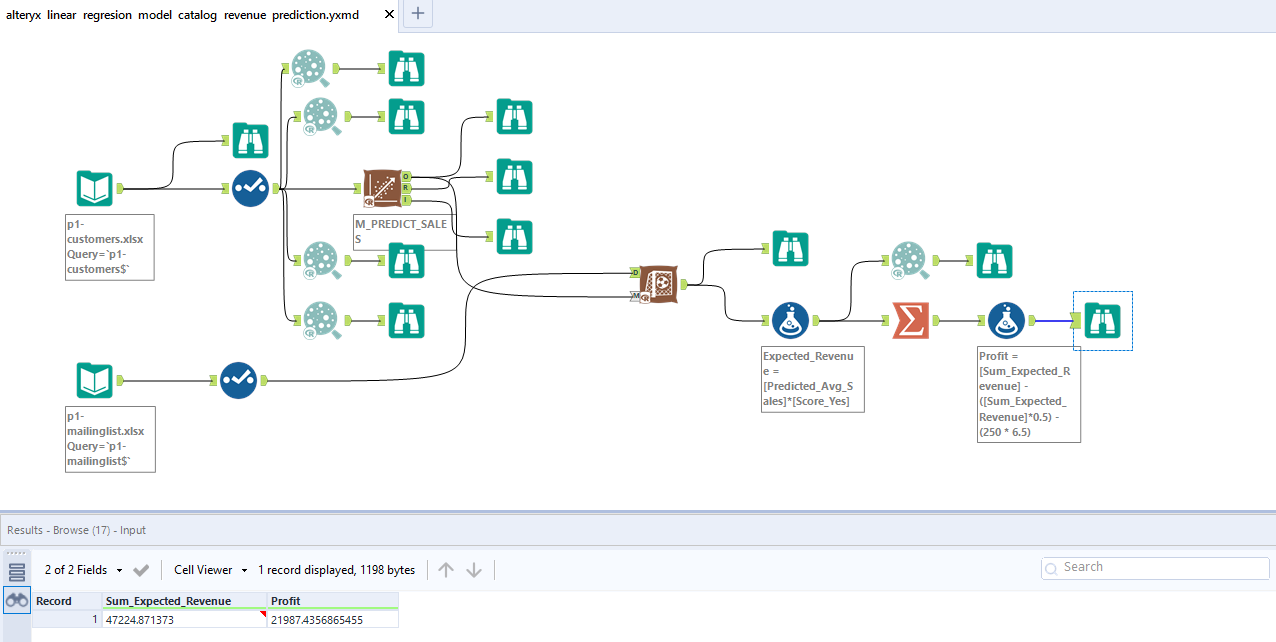 alteryx linear regresion model catalog revenue prediction.yxmd
p1-
customers.xlsx
Query=`p1-
customers$`
M_PREDICT_SALE
S
O
R
I
D
M
p1-
mailinglist.xlsx
Query=`p1-
mailinglist$`
Expected_Revenu
e =
[Predicted_Avg_S
ales]*[Score_Yes]
Profit =
[Sum_Expected_R
evenue] -
([Sum_Expected_
Revenue]*0.5) -
(250 * 6.5)
Results - Browse (17) - Input
2 of 2 Fields Cell Viewer 1 record displayed, 1198 bytes Search
Record Sum_Expected_Revenue Profit
1 47224.871373 21987.4356865455